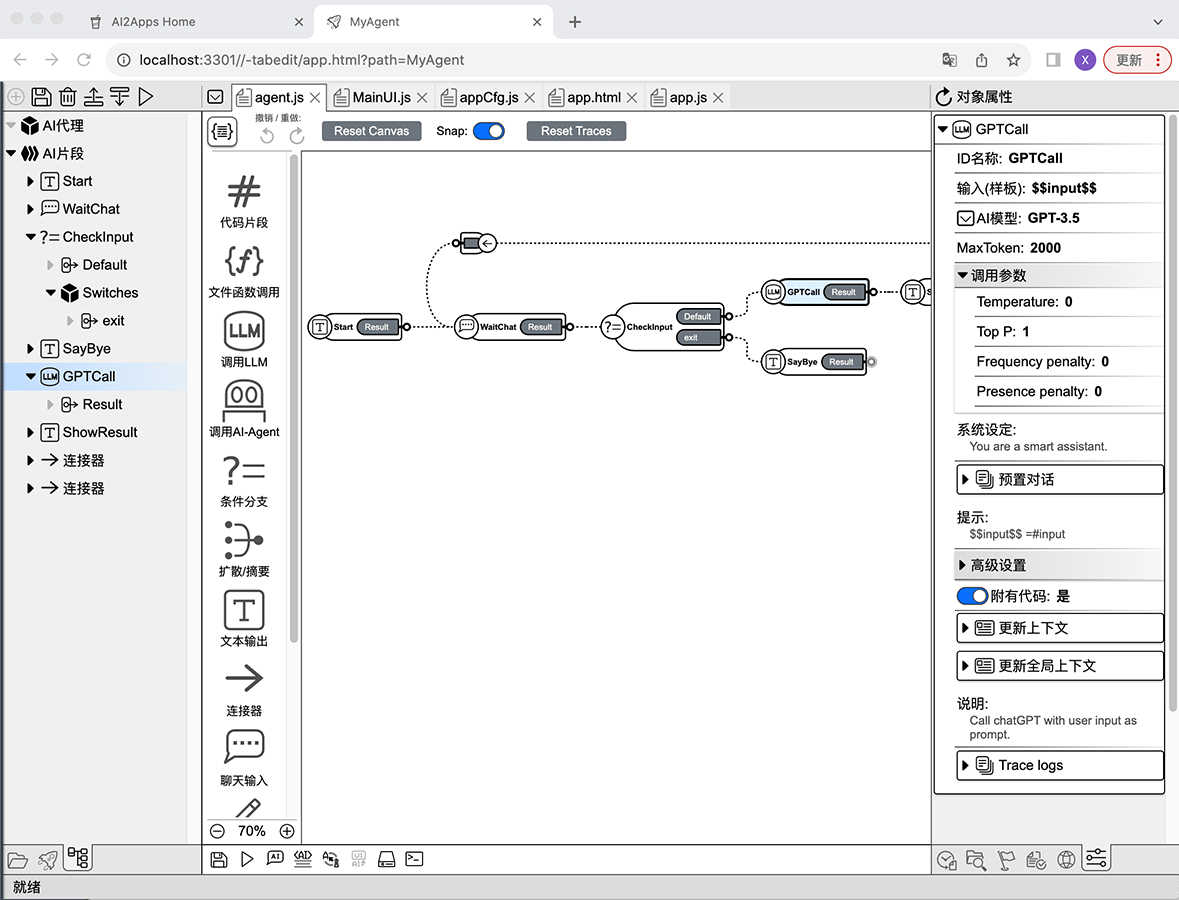 AI2Apps Home
MyAgent
localhost:3301//-tabedit/app.html?path=MyAgent
X
更新
agent.js
MainUI.js
appCfg.js
app.html
app.js
对象属性
AI代理
AI片段
Start
WaitChat
?= CheckInput
Default
Switches
exit
SayBye
LLM GPTCall
Result
ShowResult
连接器
连接器
撤销 / 重做:
Reset Canvas
Snap:
Reset Traces
代码片段
文件函数调用
LLM
调用LLM
调用AI-Agent
?=
条件分支
扩散/摘要
T
文本输出
连接器
聊天输入
70%
T Start Result
WaitChat Result
?= CheckInput Default
exit
LLM GPTCall Result
T S
T SayBye Result
LLM GPTCall
ID名称: GPTCall
输入(样板): $$input$$
AI模型: GPT-3.5
MaxToken: 2000
调用参数
Temperature: 0
Top P: 1
Frequency penalty: 0
Presence penalty: 0
系统设定:
You are a smart assistant.
预置对话
提示:
$$input$$ =#input
高级设置
附有代码: 是
更新上下文
更新全局上下文
说明:
Call chatGPT with user input as
prompt.
Trace logs
就绪